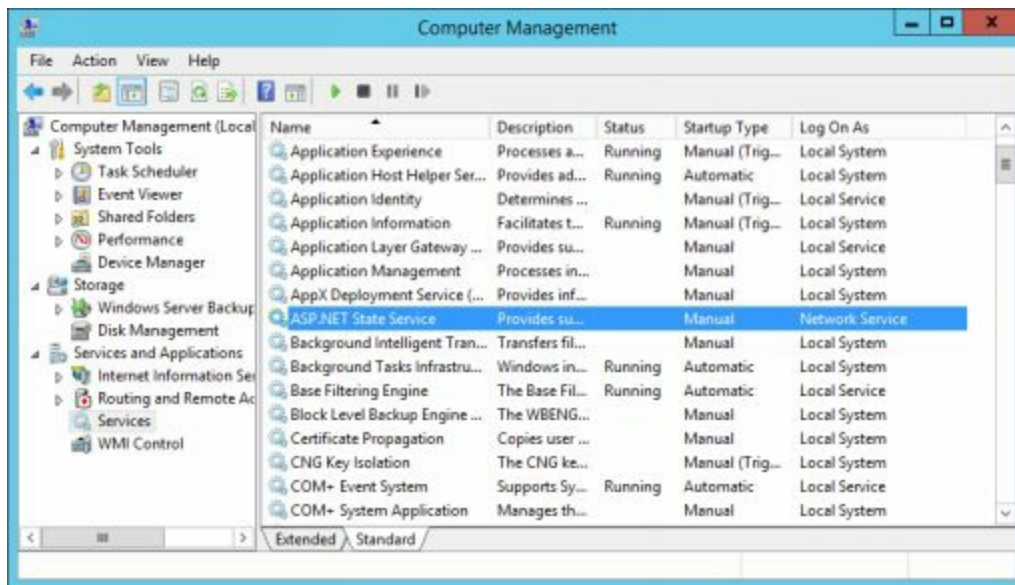 Computer Management
File Action View Help
Computer Management (Local
System Tools
Task Scheduler
Event Viewer
Shared Folders
Performance
Device Manager
Storage
Windows Server Backup
Disk Management
Services and Applications
Internet Information Ser
Routing and Remote Ac
Services
WMI Control
Name Description Status Startup Type Log On As
Application Experience Processes a... Running Manual (Trig... Local System
Application Host Helper Ser... Provides ad... Running Automatic Local System
Application Identity Determines ... Manual (Trig... Local Service
Application Information Facilitates t... Running Manual (Trig... Local System
Application Layer Gateway ... Provides su... Manual Local Service
Application Management Processes in... Manual Local System
AppX Deployment Service (... Provides inf... Manual Local System
ASP.NET State Service Provides su... Manual Network Service
Background Intelligent Tran... Transfers fil... Manual Local System
Background Tasks Infrastru... Windows in... Running Automatic Local System
Base Filtering Engine The Base Fil... Running Automatic Local Service
Block Level Backup Engine ... The WBENG... Manual Local System
Certificate Propagation Copies user ... Manual Local System
CNG Key Isolation The CNG ke... Manual (Trig... Local System
COM+ Event System Supports Sy... Running Automatic Local Service
COM+ System Application Manages th... Manual Local System
Extended Standard